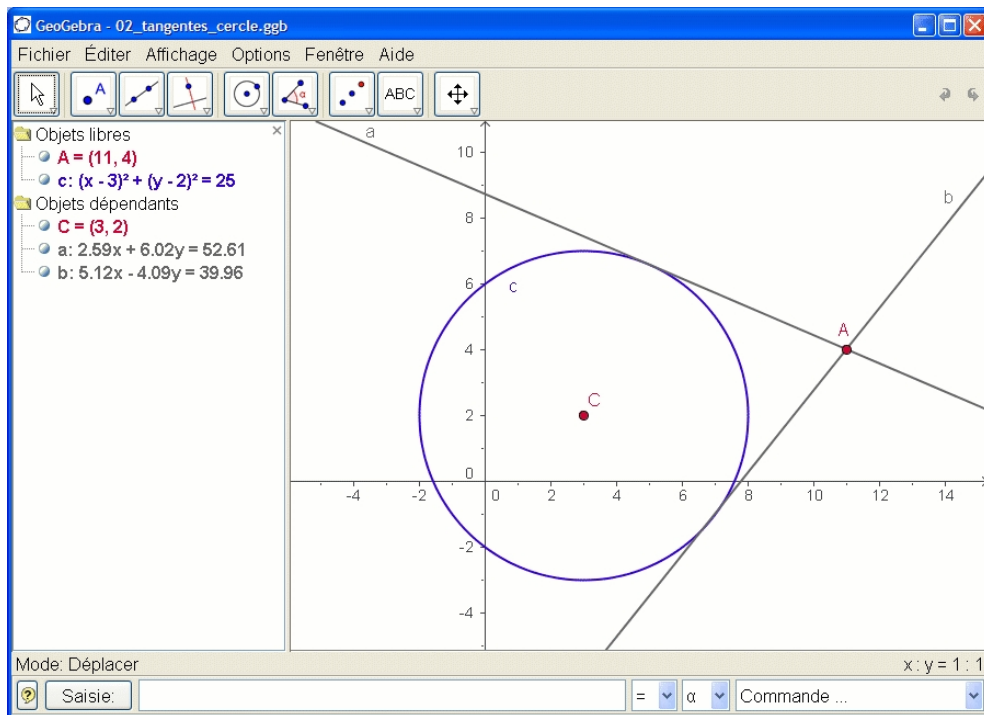 GeoGebra - 02_tangentes_cercle.ggb
Fichier Éditer Affichage Options Fenêtre Aide
A α ABC
Objets libres
A = (11, 4)
c: (x - 3)² + (y - 2)² = 25
Objets dépendants
C = (3, 2)
a: 2.59x + 6.02y = 52.61
b: 5.12x - 4.09y = 39.96
a
10
8
b
6
c
4
A
2
C
0
-4 -2 0 2 4 6 8 10 12 14
-2
-4
Mode: Déplacer
x : y = 1 : 1
Saisie: = α Commande ...